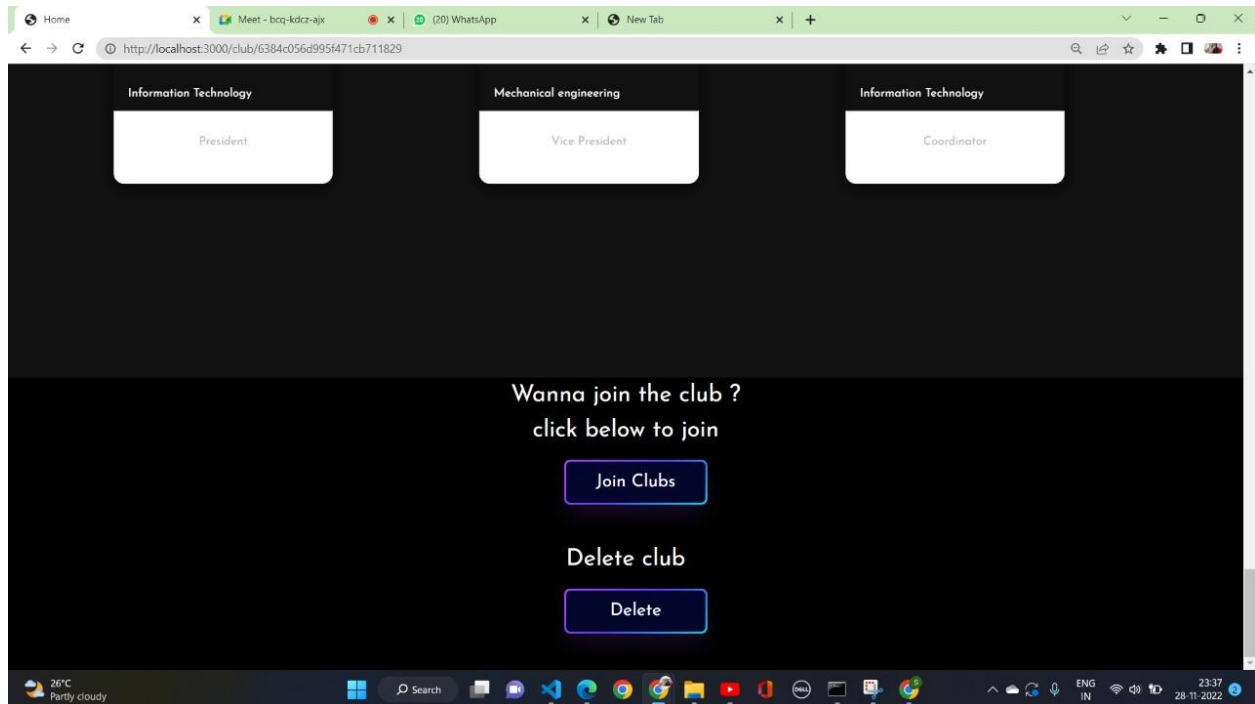 Home
Meet - bcq-kdcz-ajx
(20) WhatsApp
New Tab
http://localhost:3000/club/6384c056d995f471cb711829
Information Technology
Mechanical engineering
Information Technology
President
Vice President
Coordinator
Wanna join the club ?
click below to join
Join Clubs
Delete club
Delete
26°C
Partly cloudy
Search
DELL
ENG
IN
23:37
28-11-2022
2